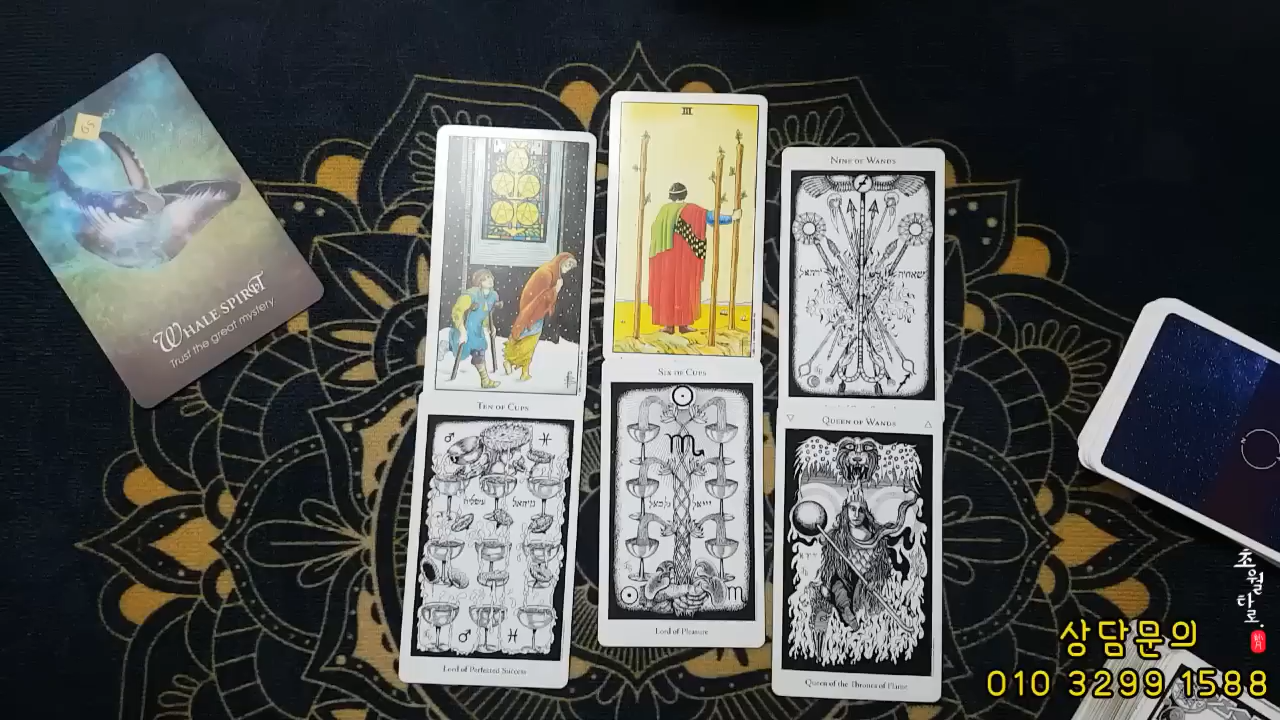 WHALE SPIRIT
Trust the great mystery.
III
NINE OF WANDS
TEN OF CUPS
Lord of Perfected Success
SIX OF CUPS
Lord of Pleasure
QUEEN OF WANDS
Queen of the Thrones of Flame
초월
타로.
상담문의
010 3299 1588